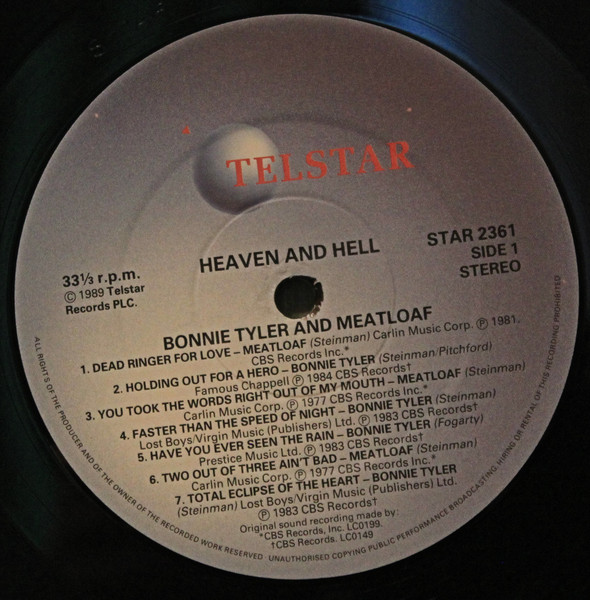 TELSTAR
HEAVEN AND HELL
STAR 2361
SIDE 1
STEREO
33⅓ r.p.m.
© 1989 Telstar
Records PLC.
BONNIE TYLER AND MEATLOAF
1. DEAD RINGER FOR LOVE – MEATLOAF (Steinman) Carlin Music Corp. ℗ 1981.
CBS Records Inc.*
2. HOLDING OUT FOR A HERO – BONNIE TYLER (Steinman/Pitchford)
Famous Chappell ℗ 1984 CBS Records†
3. YOU TOOK THE WORDS RIGHT OUT OF MY MOUTH – MEATLOAF (Steinman)
Carlin Music Corp. ℗ 1977 CBS Records Inc.*
4. FASTER THAN THE SPEED OF NIGHT – BONNIE TYLER (Steinman)
Lost Boys/Virgin Music (Publishers) Ltd. ℗ 1983 CBS Records†
5. HAVE YOU EVER SEEN THE RAIN – BONNIE TYLER (Fogarty)
Prestice Music Ltd. ℗ 1983 CBS Records†
6. TWO OUT OF THREE AIN'T BAD – MEATLOAF (Steinman)
Carlin Music Corp. ℗ 1977 CBS Records Inc.*
7. TOTAL ECLIPSE OF THE HEART – BONNIE TYLER
(Steinman) Lost Boys/Virgin Music (Publishers) Ltd.
℗ 1983 CBS Records†
Original sound recording made by:
*CBS Records, Inc. LC0199.
†CBS Records. LC0149
ALL RIGHTS OF THE PRODUCER AND OF THE OWNER OF THE RECORDED WORK RESERVED UNAUTHORISED COPYING PUBLIC PERFORMANCE BROADCASTING HIRING OR RENTAL OF THIS RECORDING PROHIBITED